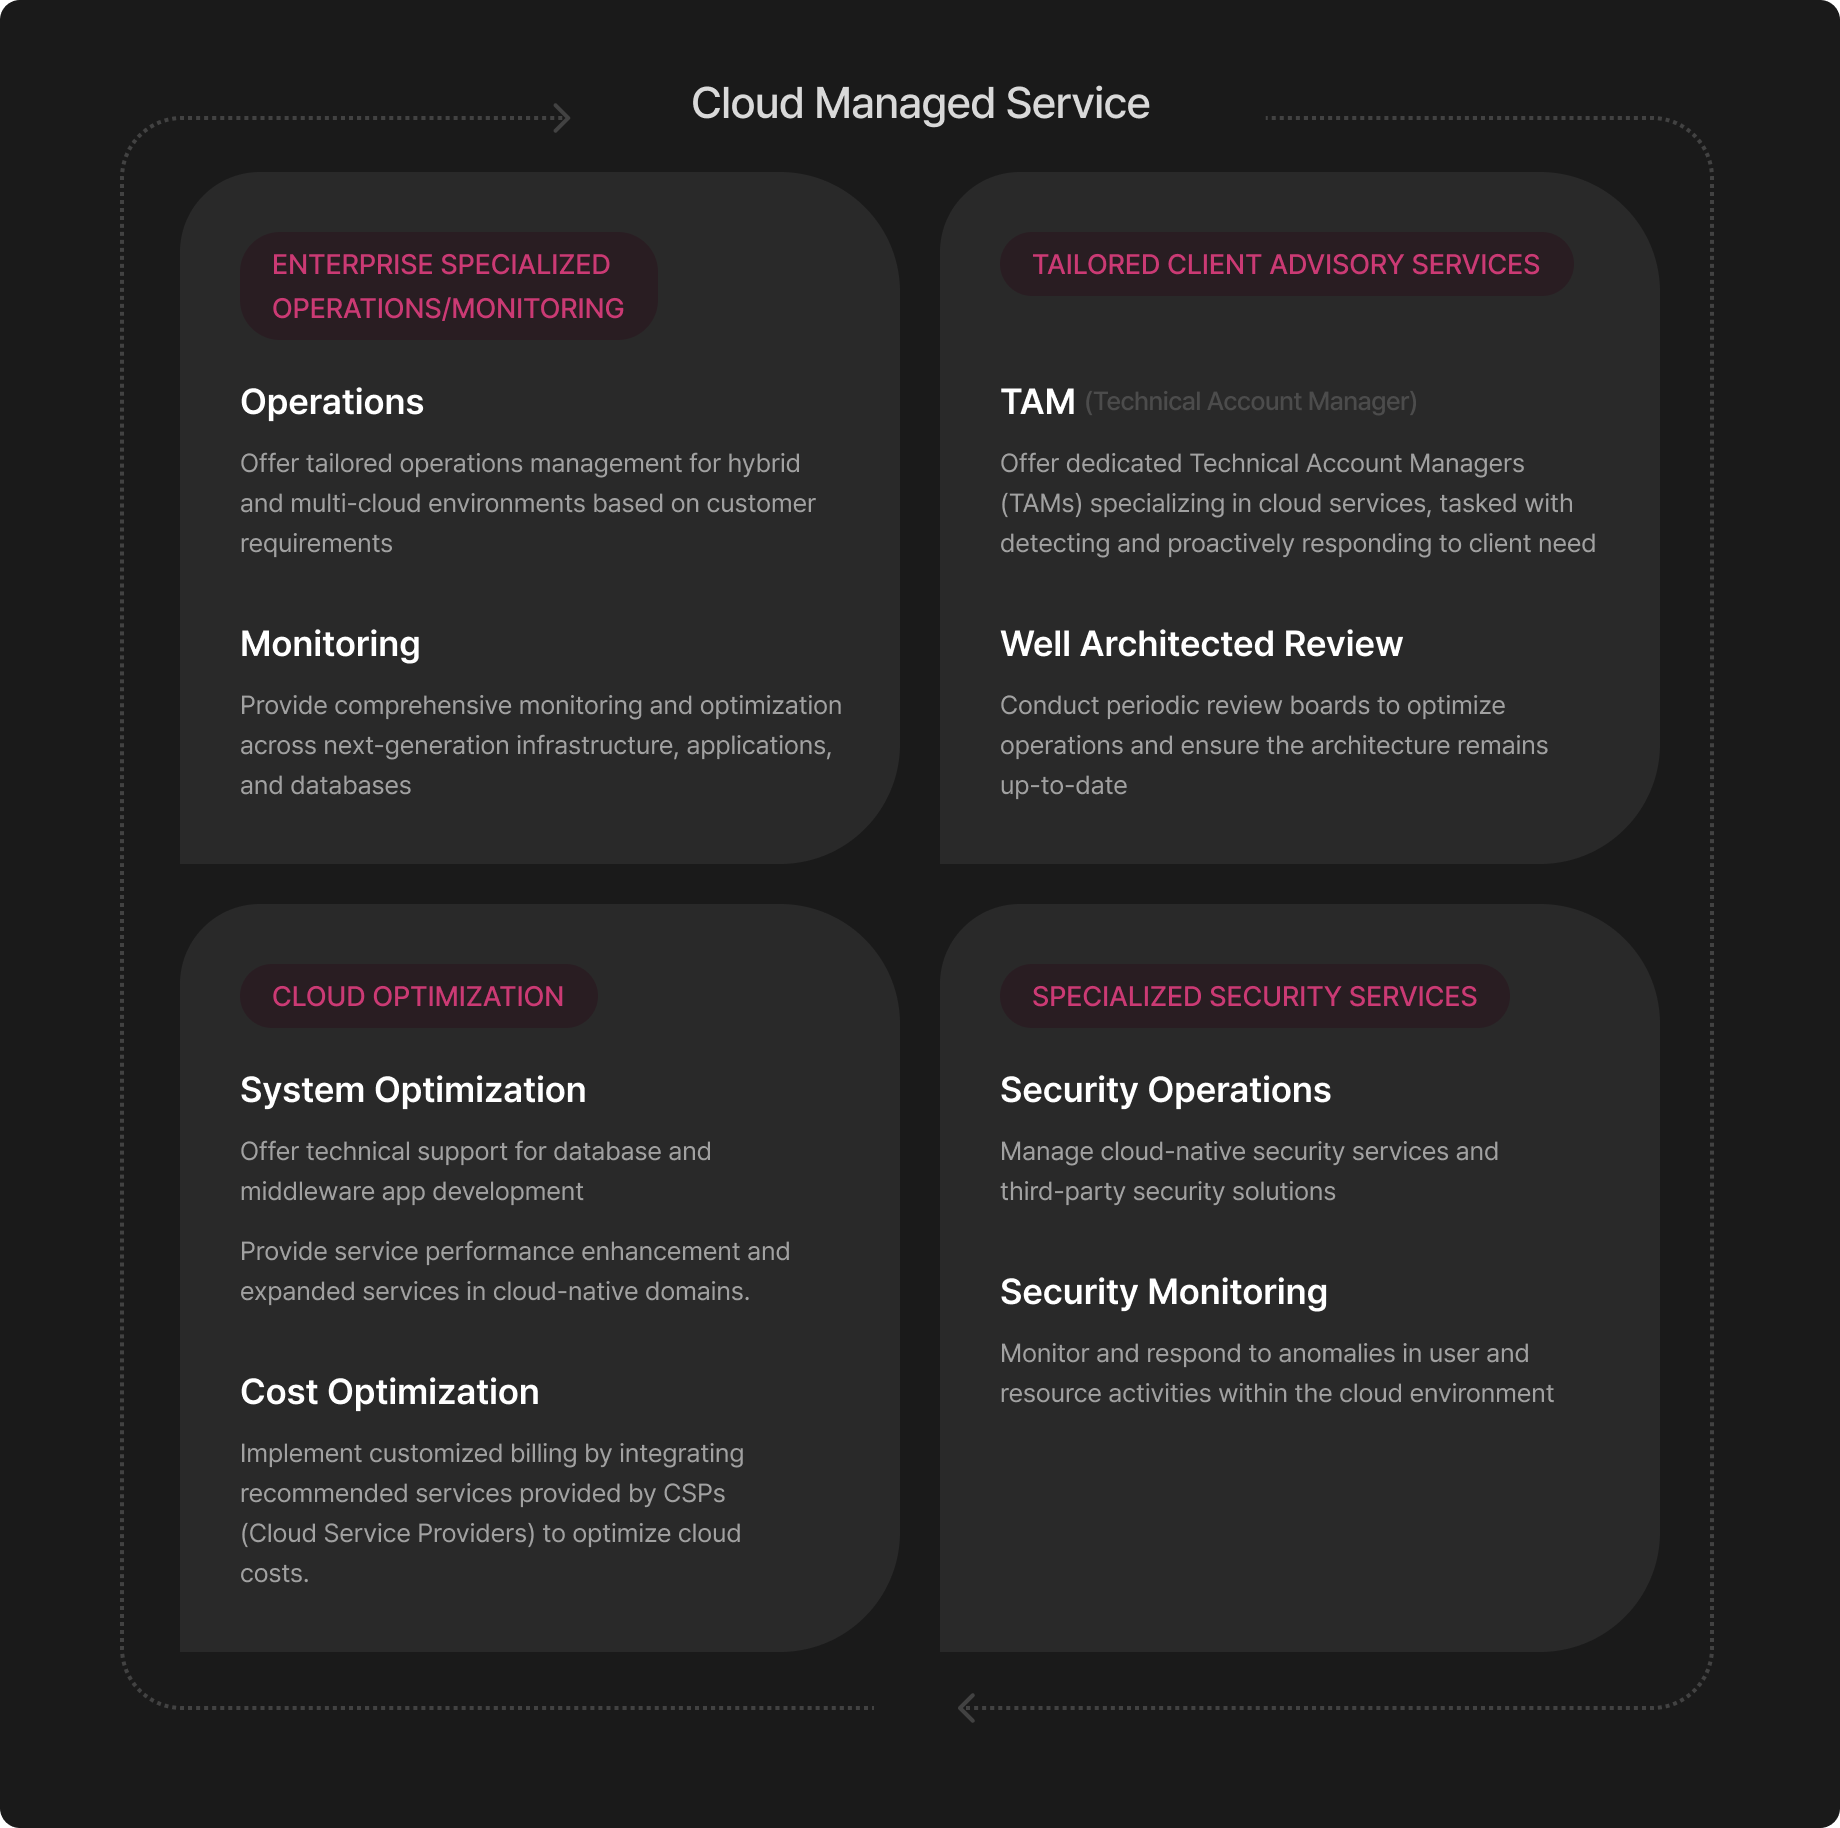 Cloud Managed Service
ENTERPRISE SPECIALIZED
OPERATIONS/MONITORING
Operations
Offer tailored operations management for hybrid
and multi-cloud environments based on customer
requirements
Monitoring
Provide comprehensive monitoring and optimization
across next-generation infrastructure, applications,
and databases
TAILORED CLIENT ADVISORY SERVICES
TAM (Technical Account Manager)
Offer dedicated Technical Account Managers
(TAMs) specializing in cloud services, tasked with
detecting and proactively responding to client need
Well Architected Review
Conduct periodic review boards to optimize
operations and ensure the architecture remains
up-to-date
CLOUD OPTIMIZATION
System Optimization
Offer technical support for database and
middleware app development
Provide service performance enhancement and
expanded services in cloud-native domains.
Cost Optimization
Implement customized billing by integrating
recommended services provided by CSPs
(Cloud Service Providers) to optimize cloud
costs.
SPECIALIZED SECURITY SERVICES
Security Operations
Manage cloud-native security services and
third-party security solutions
Security Monitoring
Monitor and respond to anomalies in user and
resource activities within the cloud environment